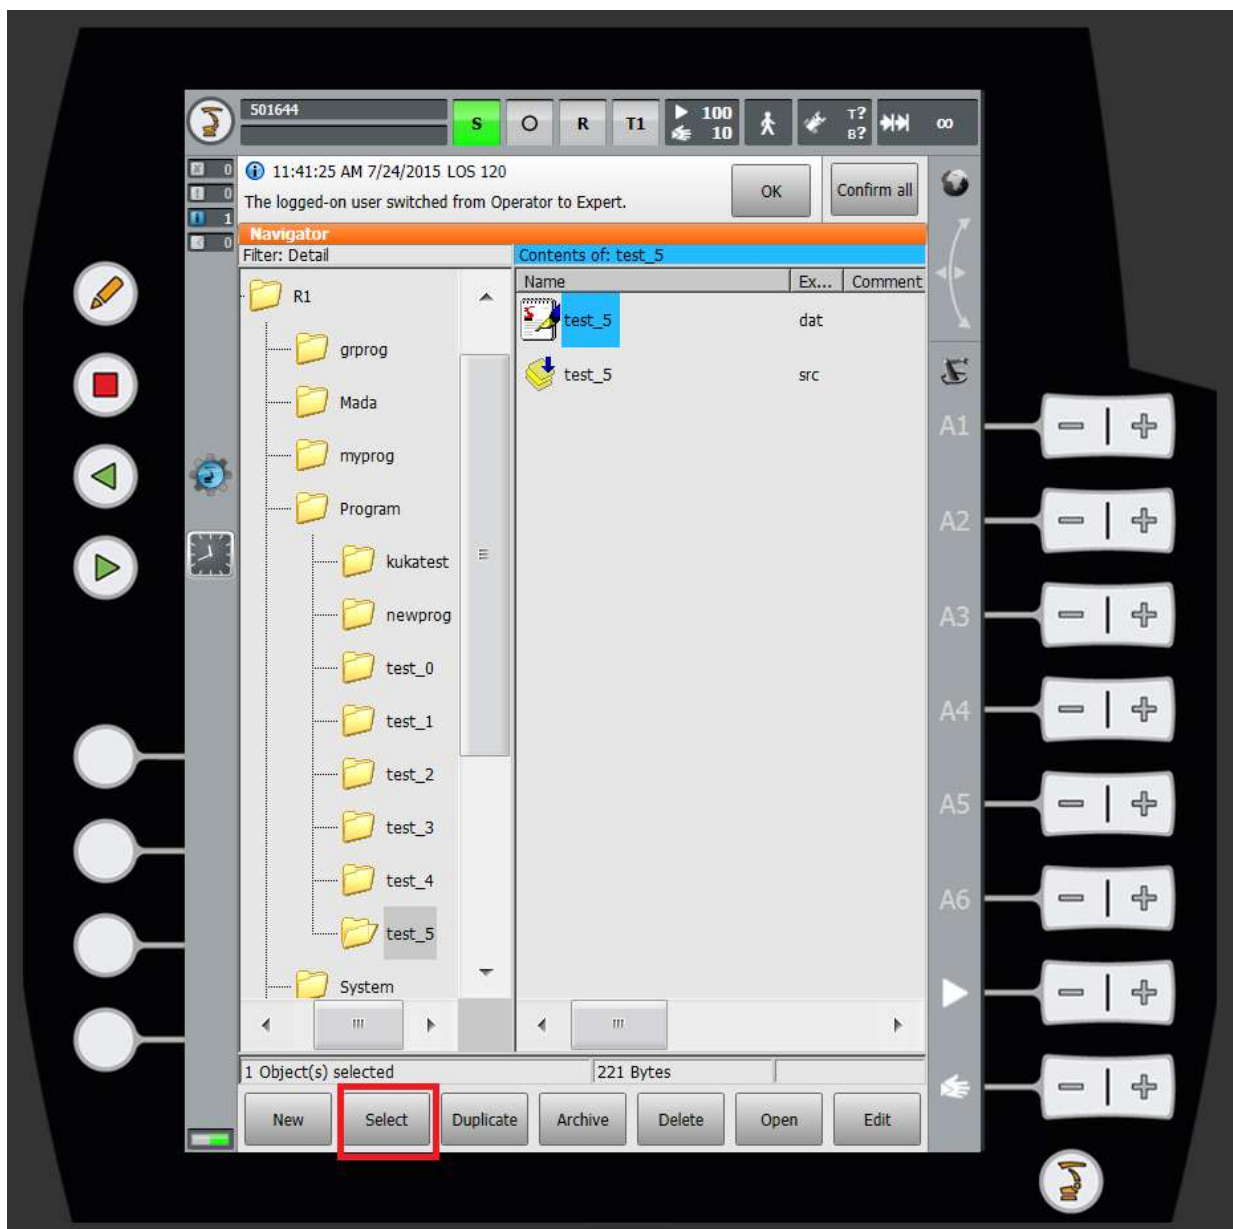 501644
S
R
T1
100
10
T?
B?
∞
0
0
1
0
11:41:25 AM 7/24/2015 LOS 120
The logged-on user switched from Operator to Expert.
OK
Confirm all
Navigator
Filter: Detail
Contents of: test_5
Name
Ex...
Comment
R1
grprog
Mada
myprog
Program
kukatest
newprog
test_0
test_1
test_2
test_3
test_4
test_5
System
test_5
dat
test_5
src
A1
A2
A3
A4
A5
A6
1 Object(s) selected
221 Bytes
New
Select
Duplicate
Archive
Delete
Open
Edit